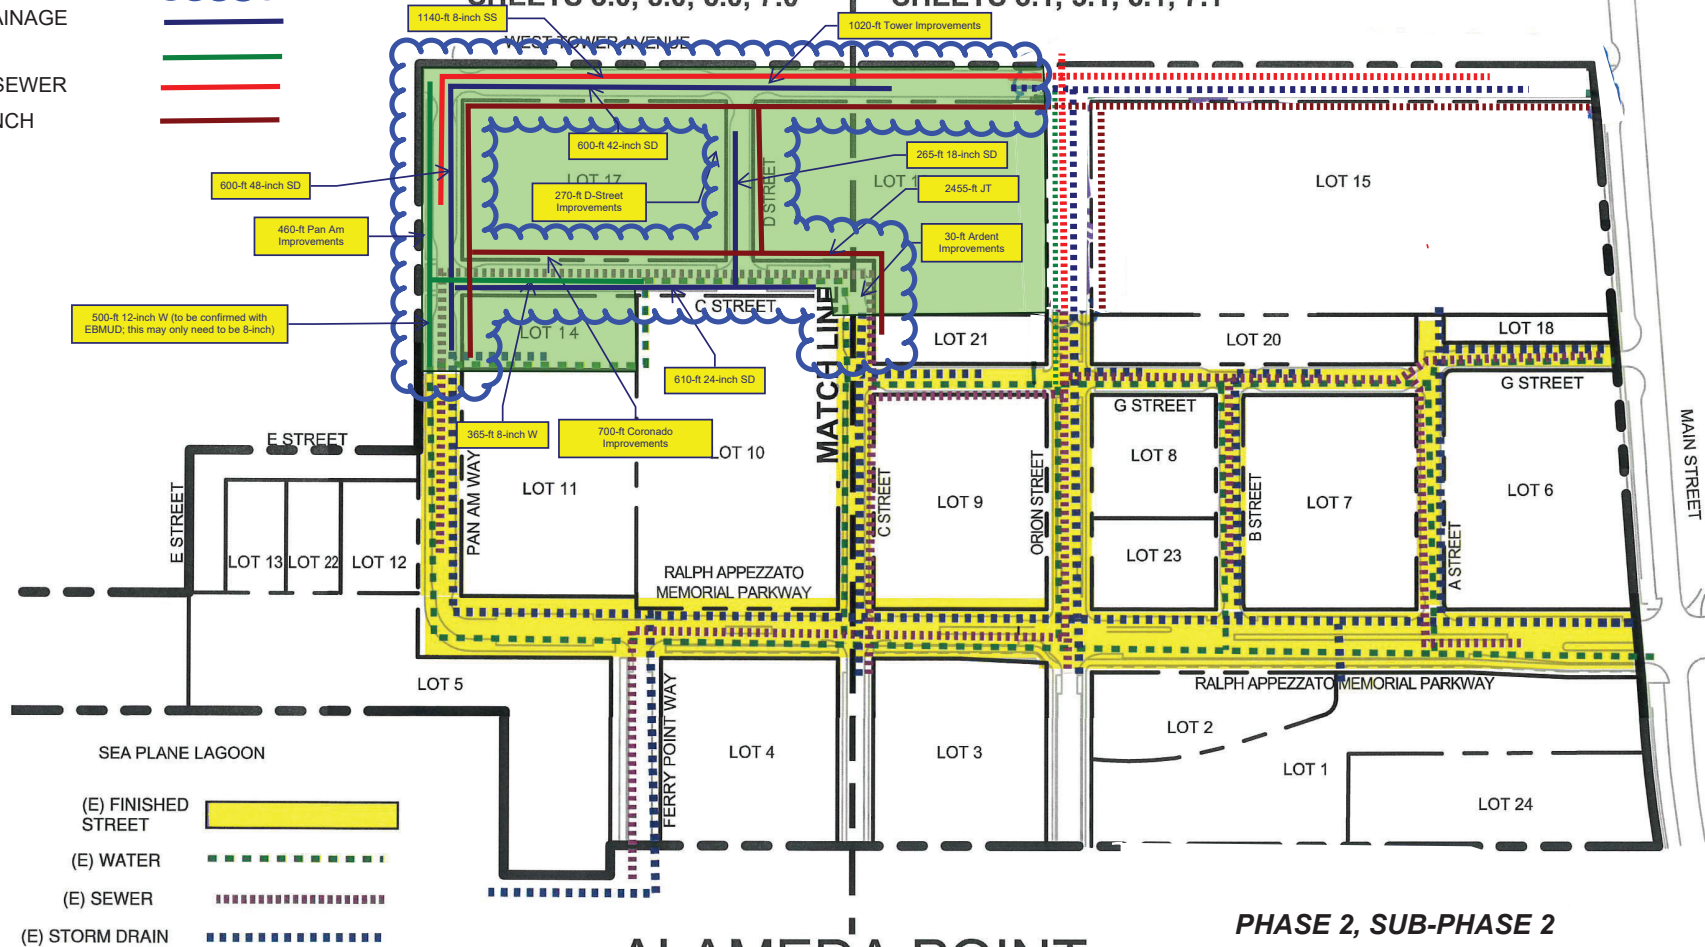 AINAGE
SEWER
NCH
1140-ft 8-inch SS
1020-ft Tower Improvements
WEST TOWER AVENUE
600-ft 42-inch SD
265-ft 18-inch SD
600-ft 48-inch SD
LOT 17
D STREET
LOT 1
LOT 15
270-ft D-Street
Improvements
2455-ft JT
460-ft Pan Am
Improvements
30-ft Ardent
Improvements
500-ft 12-inch W (to be confirmed with
EBMUD; this may only need to be 8-inch)
C STREET
LOT 14
MATCH LINE
LOT 21
LOT 20
LOT 18
G STREET
610-ft 24-inch SD
G STREET
365-ft 8-inch W
700-ft Coronado
Improvements
E STREET
LOT 10
LOT 8
MAIN STREET
E STREET
PAN AM WAY
LOT 11
C STREET
LOT 9
ORION STREET
B STREET
LOT 7
LOT 6
LOT 13
LOT 22
LOT 12
LOT 23
A STREET
RALPH APPEZZATO
MEMORIAL PARKWAY
LOT 5
RALPH APPEZZATO MEMORIAL PARKWAY
FERRY POINT WAY
LOT 2
SEA PLANE LAGOON
LOT 4
LOT 3
LOT 1
LOT 24
(E) FINISHED
STREET
(E) WATER
(E) SEWER
(E) STORM DRAIN
PHASE 2, SUB-PHASE 2
ALAMEDA POINT